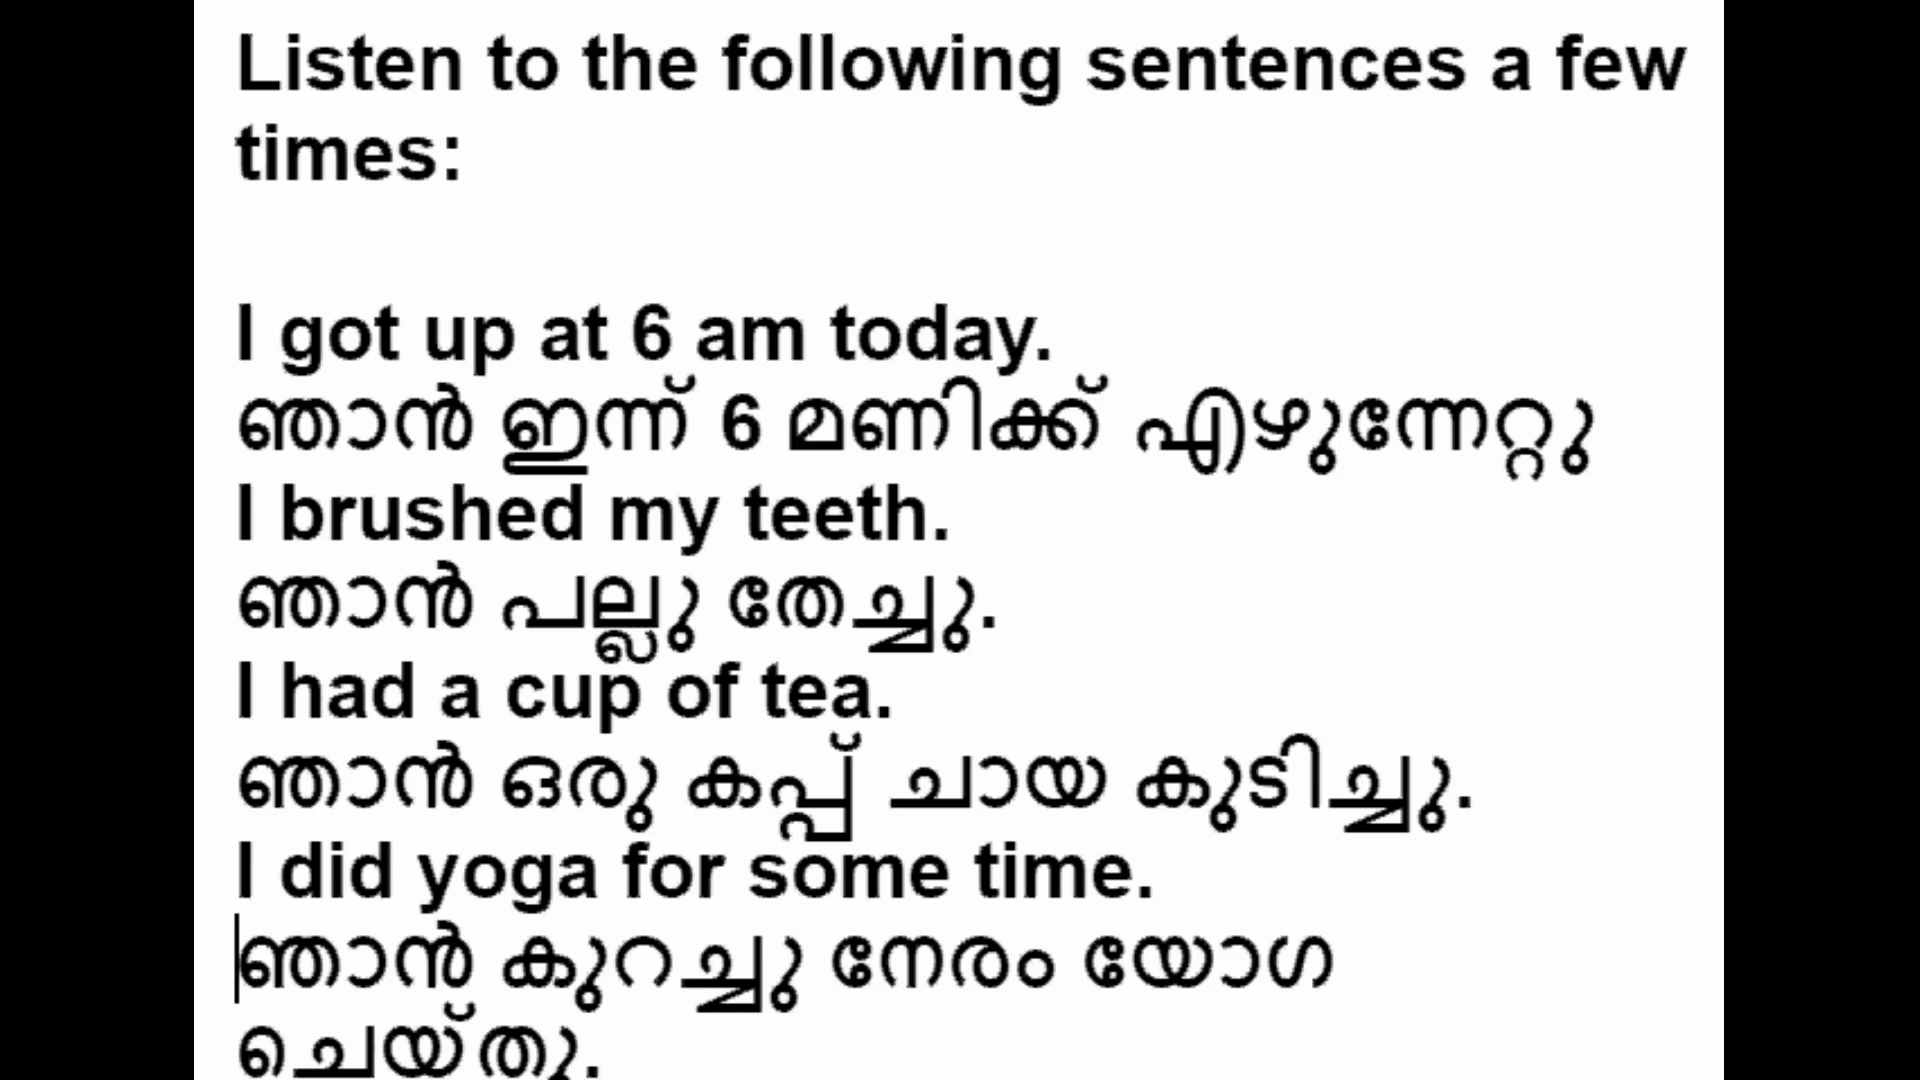 Listen to the following sentences a few
times:
I got up at 6 am today.
ഞാൻ ഇന്ന് 6 മണിക്ക് എഴുന്നേറ്റു
I brushed my teeth.
ഞാൻ പല്ലു തേച്ചു.
I had a cup of tea.
ഞാൻ ഒരു കപ്പ് ചായ കുടിച്ചു.
I did yoga for some time.
ഞാൻ കുറച്ചു നേരം യോഗ
ചെയ്തു.